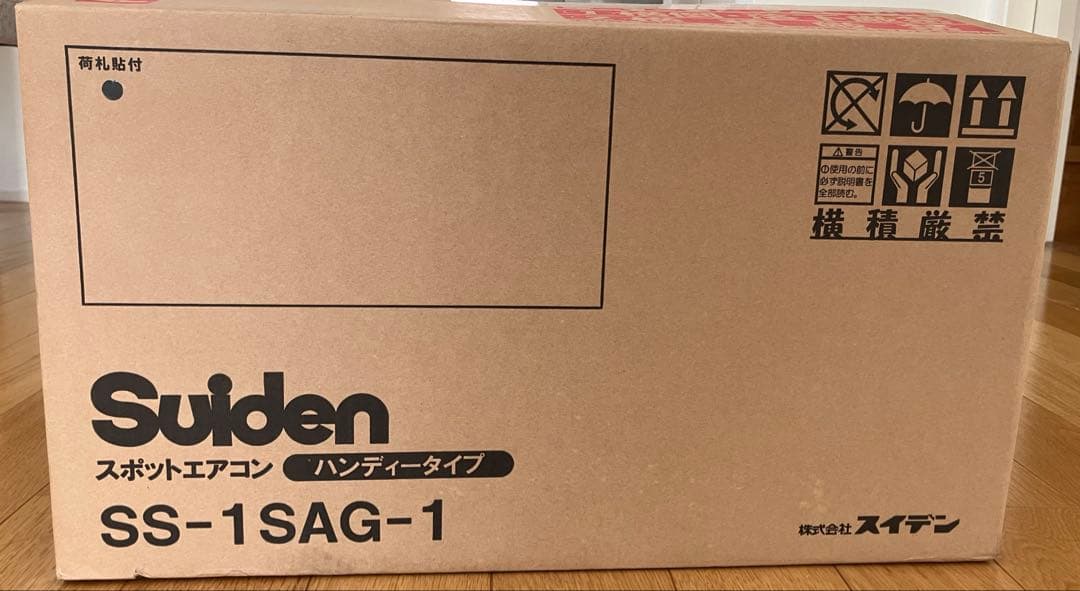 荷札貼付
⚠警告
①使用の前に
必ず説明書を
全部読む。
5
横積厳禁
Suiden
スポットエアコン ハンディータイプ
SS-1SAG-1
株式会社スイデン